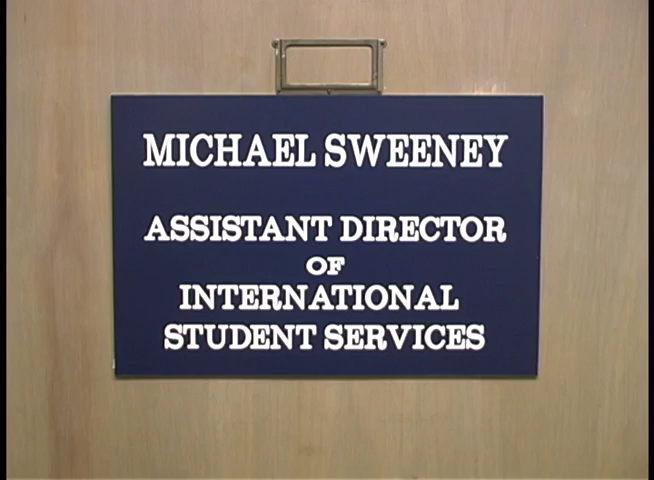 MICHAEL SWEENEY
ASSISTANT DIRECTOR
OF
INTERNATIONAL
STUDENT SERVICES